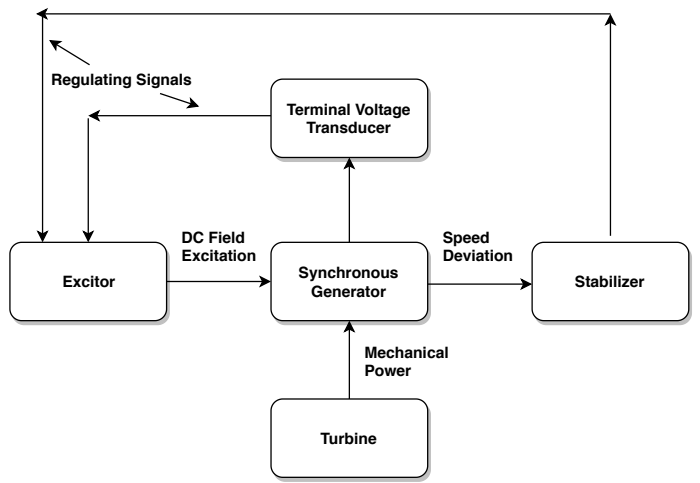 Regulating Signals
Terminal Voltage
Transducer
DC Field
Excitation
Speed
Deviation
Excitor
Synchronous
Generator
Stabilizer
Mechanical
Power
Turbine